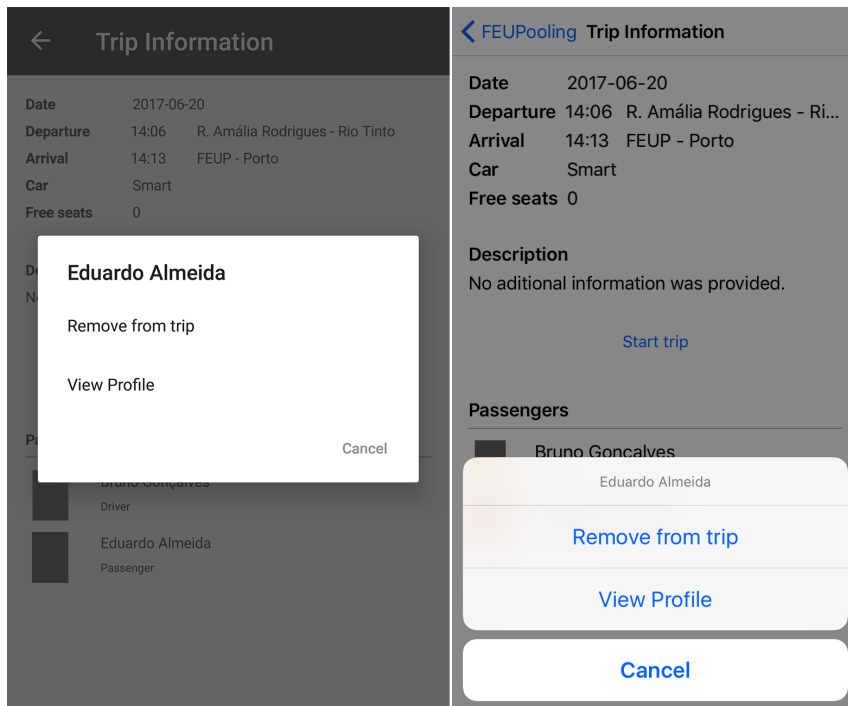 Trip Information
Date 2017-06-20
Departure 14:06 R. Amália Rodrigues - Rio Tinto
Arrival 14:13 FEUP - Porto
Car Smart
Free seats 0
Eduardo Almeida
Remove from trip
View Profile
Cancel
Bruno Gonçalves
Driver
Eduardo Almeida
Passenger
FEUPooling Trip Information
Date 2017-06-20
Departure 14:06 R. Amália Rodrigues - Ri...
Arrival 14:13 FEUP - Porto
Car Smart
Free seats 0
Description
No aditional information was provided.
Start trip
Passengers
Bruno Goncalves
Eduardo Almeida
Remove from trip
View Profile
Cancel